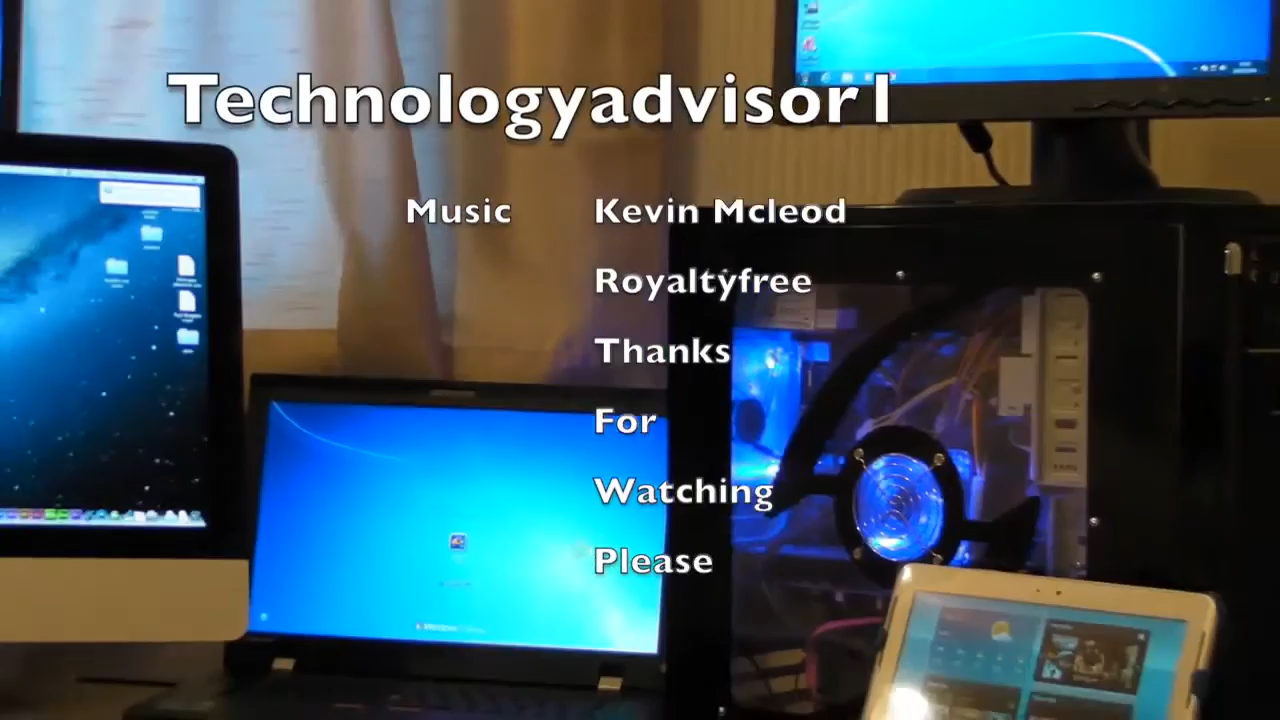 Technologyadvisor1
Music Kevin Mcleod
Royaltyfree
Thanks
For
Watching
Please